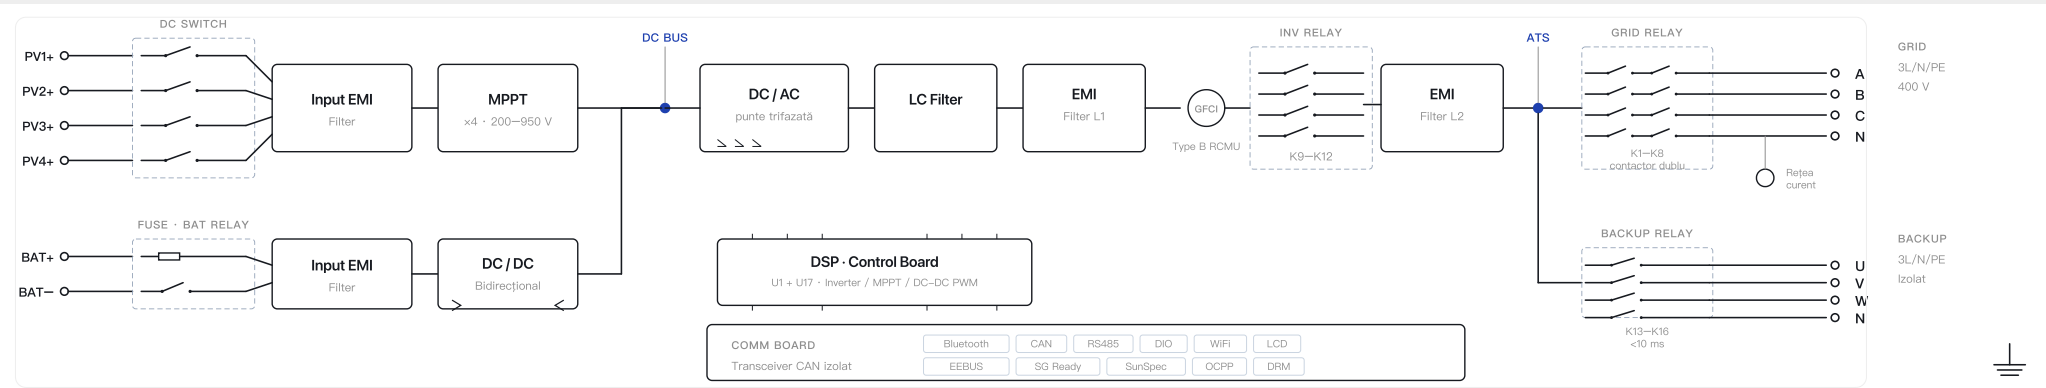 DC SWITCH
PV1+
PV2+
PV3+
PV4+
Input EMI
Filter
MPPT
×4 · 200–950 V
DC BUS
DC / AC
punte trifazată
LC Filter
EMI
Filter L1
GFCI
Type B RCMU
INV RELAY
K9–K12
EMI
Filter L2
ATS
GRID RELAY
K1–K8
contactor dublu
A
B
C
N
Rețea
curent
GRID
3L/N/PE
400 V
FUSE · BAT RELAY
BAT+
BAT–
Input EMI
Filter
DC / DC
Bidirecțional
DSP · Control Board
U1 + U17 · Inverter / MPPT / DC-DC PWM
COMM BOARD
Transceiver CAN izolat
Bluetooth CAN RS485 DIO WiFi LCD
EEBUS SG Ready SunSpec OCPP DRM
BACKUP RELAY
K13–K16
<10 ms
U
V
W
N
BACKUP
3L/N/PE
Izolat